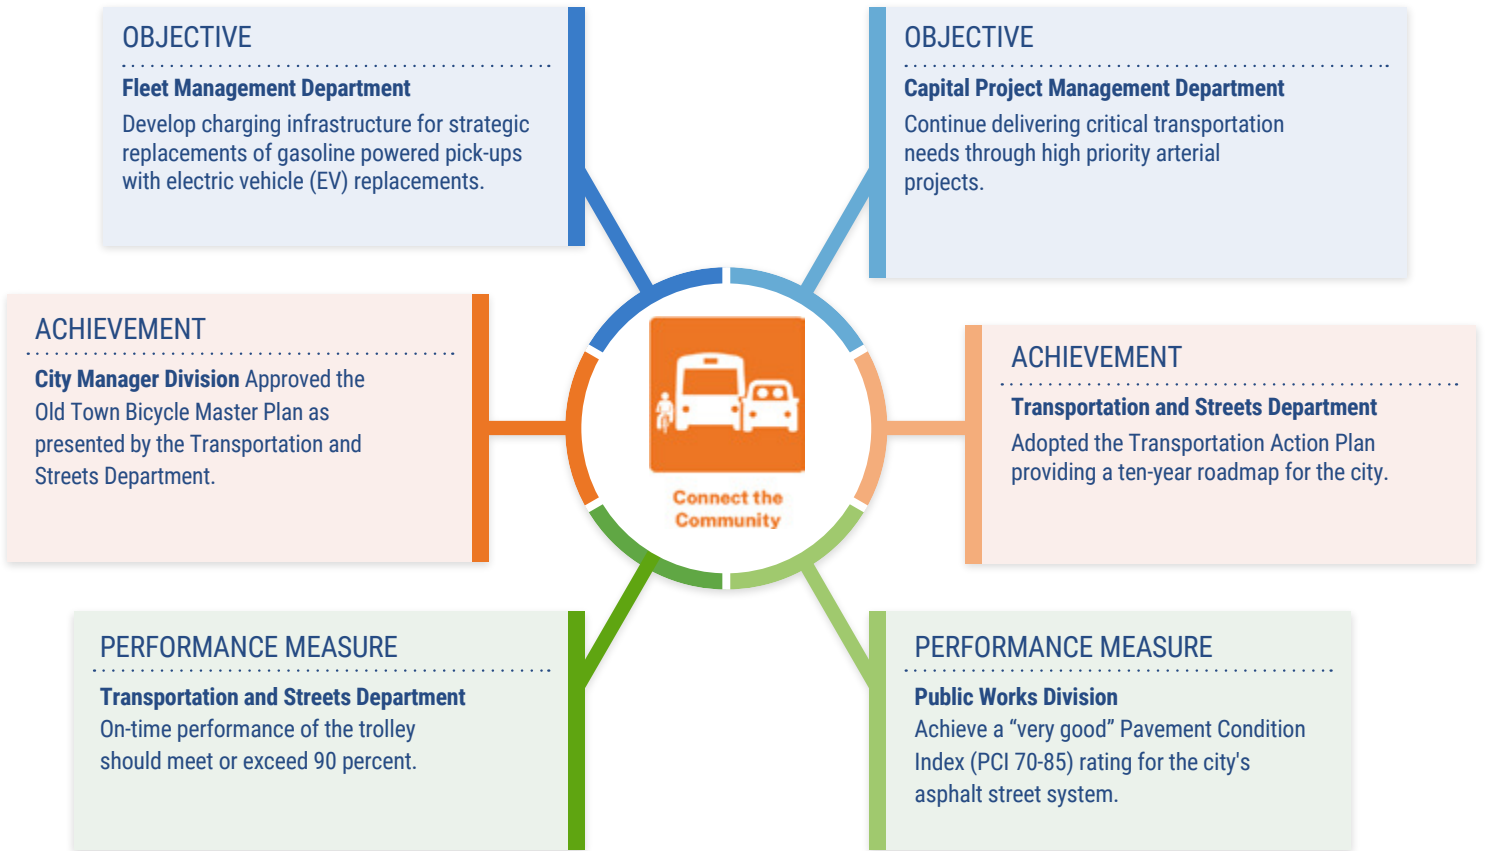 OBJECTIVE
Fleet Management Department
Develop charging infrastructure for strategic
replacements of gasoline powered pick-ups
with electric vehicle (EV) replacements.
OBJECTIVE
Capital Project Management Department
Continue delivering critical transportation
needs through high priority arterial
projects.
ACHIEVEMENT
City Manager Division Approved the
Old Town Bicycle Master Plan as
presented by the Transportation and
Streets Department.
Connect the
Community
ACHIEVEMENT
Transportation and Streets Department
Adopted the Transportation Action Plan
providing a ten-year roadmap for the city.
PERFORMANCE MEASURE
Transportation and Streets Department
On-time performance of the trolley
should meet or exceed 90 percent.
PERFORMANCE MEASURE
Public Works Division
Achieve a “very good” Pavement Condition
Index (PCI 70-85) rating for the city's
asphalt street system.